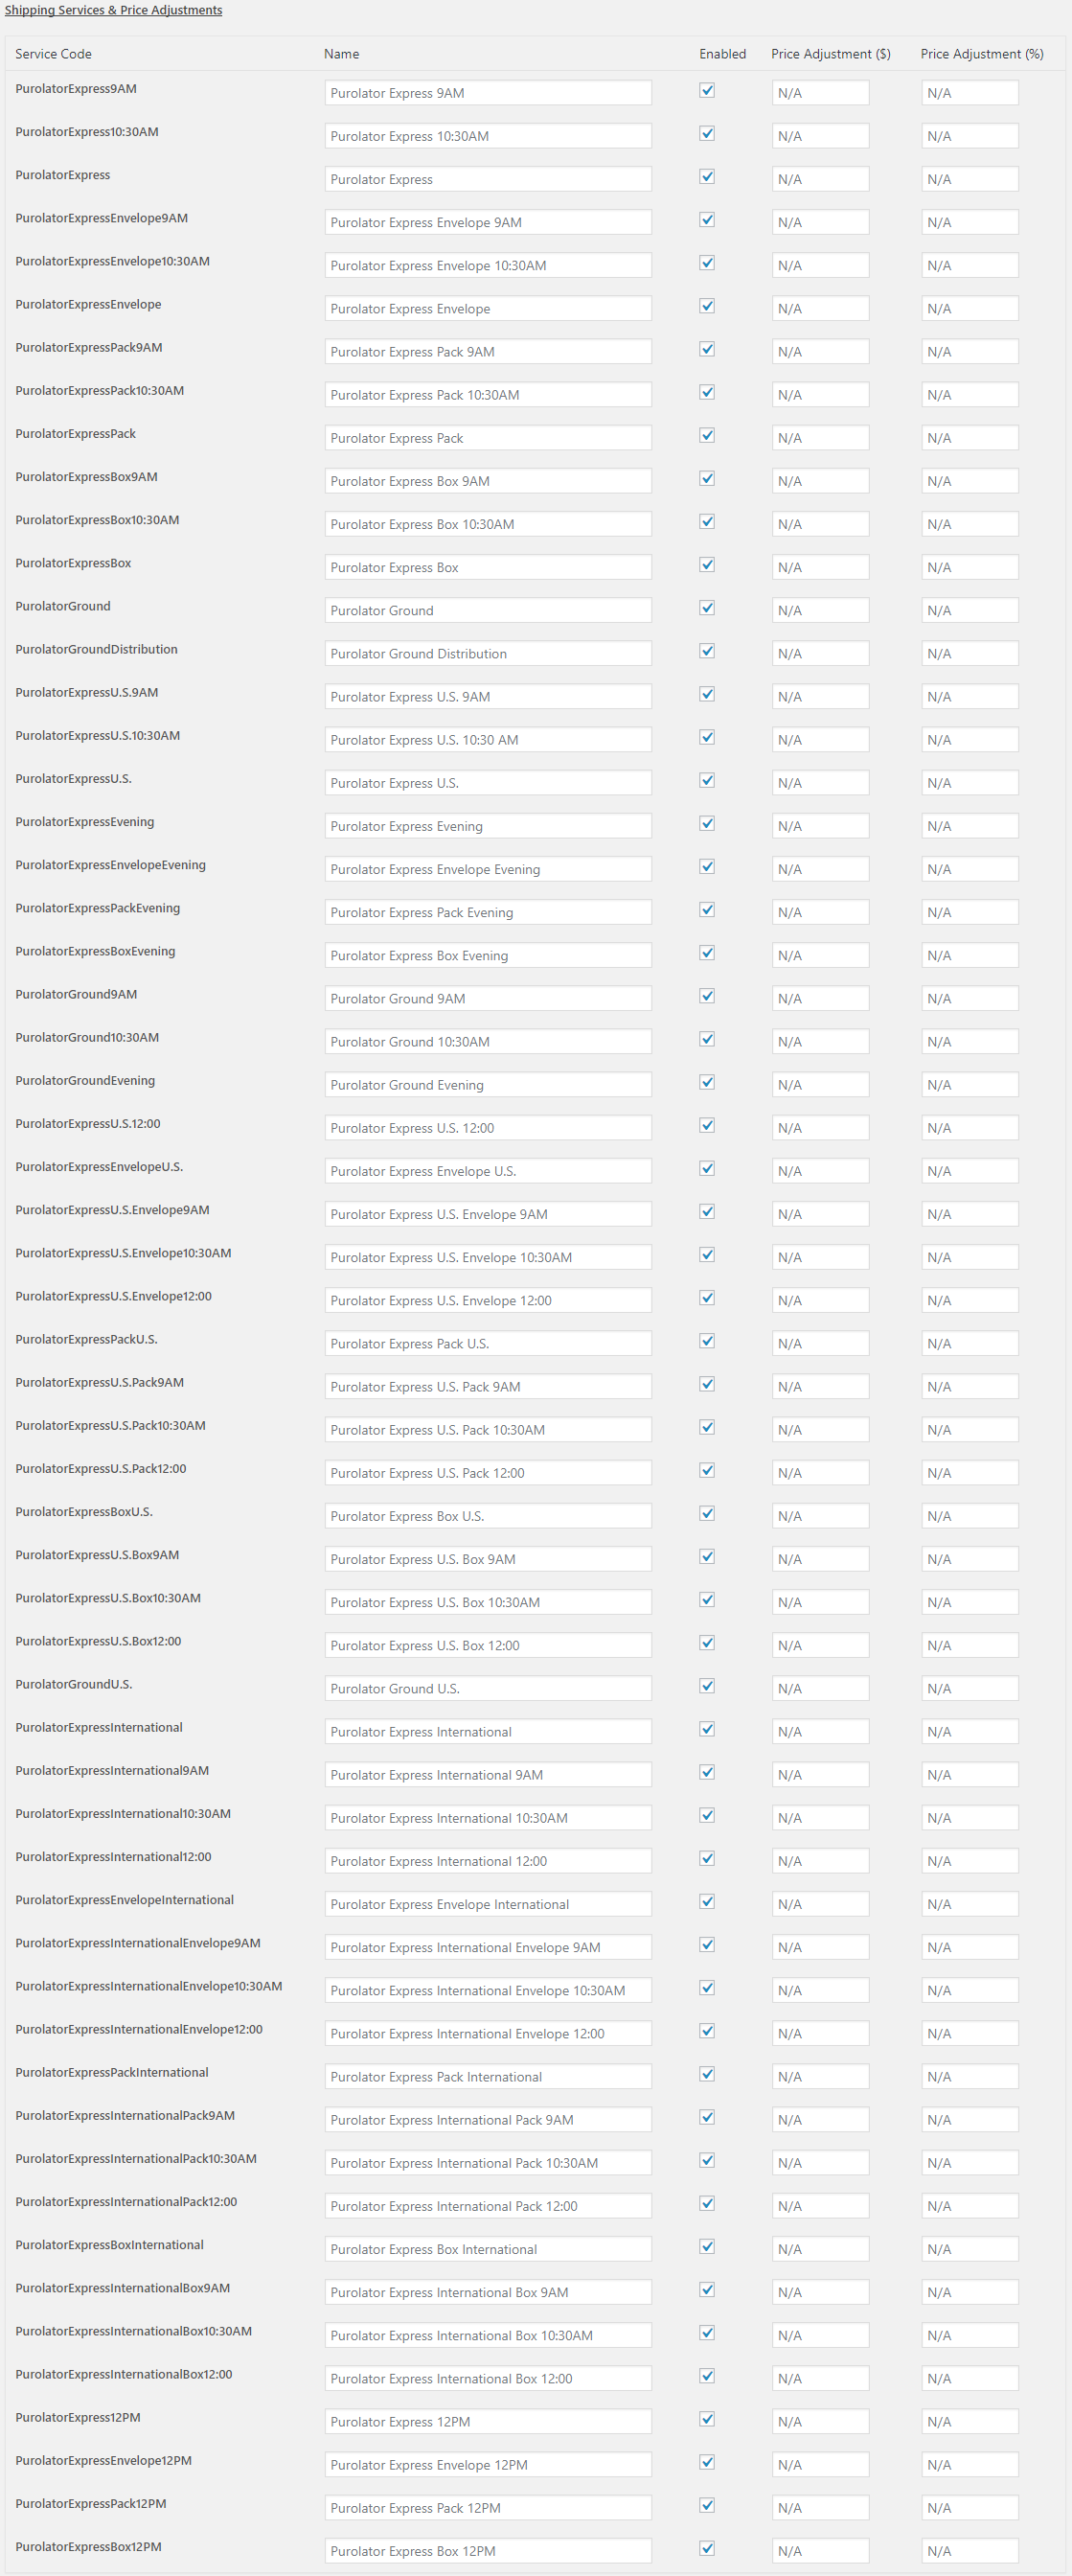 Shipping Services & Price Adjustments
Service Code Name Enabled Price Adjustment ($) Price Adjustment (%)
PurolatorExpress9AM Purolator Express 9AM N/A N/A
PurolatorExpress10:30AM Purolator Express 10:30AM N/A N/A
PurolatorExpress Purolator Express N/A N/A
PurolatorExpressEnvelope9AM Purolator Express Envelope 9AM N/A N/A
PurolatorExpressEnvelope10:30AM Purolator Express Envelope 10:30AM N/A N/A
PurolatorExpressEnvelope Purolator Express Envelope N/A N/A
PurolatorExpressPack9AM Purolator Express Pack 9AM N/A N/A
PurolatorExpressPack10:30AM Purolator Express Pack 10:30AM N/A N/A
PurolatorExpressPack Purolator Express Pack N/A N/A
PurolatorExpressBox9AM Purolator Express Box 9AM N/A N/A
PurolatorExpressBox10:30AM Purolator Express Box 10:30AM N/A N/A
PurolatorExpressBox Purolator Express Box N/A N/A
PurolatorGround Purolator Ground N/A N/A
PurolatorGroundDistribution Purolator Ground Distribution N/A N/A
PurolatorExpressU.S.9AM Purolator Express U.S. 9AM N/A N/A
PurolatorExpressU.S.10:30AM Purolator Express U.S. 10:30 AM N/A N/A
PurolatorExpressU.S. Purolator Express U.S. N/A N/A
PurolatorExpressEvening Purolator Express Evening N/A N/A
PurolatorExpressEnvelopeEvening Purolator Express Envelope Evening N/A N/A
PurolatorExpressPackEvening Purolator Express Pack Evening N/A N/A
PurolatorExpressBoxEvening Purolator Express Box Evening N/A N/A
PurolatorGround9AM Purolator Ground 9AM N/A N/A
PurolatorGround10:30AM Purolator Ground 10:30AM N/A N/A
PurolatorGroundEvening Purolator Ground Evening N/A N/A
PurolatorExpressU.S.12:00 Purolator Express U.S. 12:00 N/A N/A
PurolatorExpressEnvelopeU.S. Purolator Express Envelope U.S. N/A N/A
PurolatorExpressU.S.Envelope9AM Purolator Express U.S. Envelope 9AM N/A N/A
PurolatorExpressU.S.Envelope10:30AM Purolator Express U.S. Envelope 10:30AM N/A N/A
PurolatorExpressU.S.Envelope12:00 Purolator Express U.S. Envelope 12:00 N/A N/A
PurolatorExpressPackU.S. Purolator Express Pack U.S. N/A N/A
PurolatorExpressU.S.Pack9AM Purolator Express U.S. Pack 9AM N/A N/A
PurolatorExpressU.S.Pack10:30AM Purolator Express U.S. Pack 10:30AM N/A N/A
PurolatorExpressU.S.Pack12:00 Purolator Express U.S. Pack 12:00 N/A N/A
PurolatorExpressBoxU.S. Purolator Express Box U.S. N/A N/A
PurolatorExpressU.S.Box9AM Purolator Express U.S. Box 9AM N/A N/A
PurolatorExpressU.S.Box10:30AM Purolator Express U.S. Box 10:30AM N/A N/A
PurolatorExpressU.S.Box12:00 Purolator Express U.S. Box 12:00 N/A N/A
PurolatorGroundU.S. Purolator Ground U.S. N/A N/A
PurolatorExpressInternational Purolator Express International N/A N/A
PurolatorExpressInternational9AM Purolator Express International 9AM N/A N/A
PurolatorExpressInternational10:30AM Purolator Express International 10:30AM N/A N/A
PurolatorExpressInternational12:00 Purolator Express International 12:00 N/A N/A
PurolatorExpressEnvelopeInternational Purolator Express Envelope International N/A N/A
PurolatorExpressInternationalEnvelope9AM Purolator Express International Envelope 9AM N/A N/A
PurolatorExpressInternationalEnvelope10:30AM Purolator Express International Envelope 10:30AM N/A N/A
PurolatorExpressInternationalEnvelope12:00 Purolator Express International Envelope 12:00 N/A N/A
PurolatorExpressPackInternational Purolator Express Pack International N/A N/A
PurolatorExpressInternationalPack9AM Purolator Express International Pack 9AM N/A N/A
PurolatorExpressInternationalPack10:30AM Purolator Express International Pack 10:30AM N/A N/A
PurolatorExpressInternationalPack12:00 Purolator Express International Pack 12:00 N/A N/A
PurolatorExpressBoxInternational Purolator Express Box International N/A N/A
PurolatorExpressInternationalBox9AM Purolator Express International Box 9AM N/A N/A
PurolatorExpressInternationalBox10:30AM Purolator Express International Box 10:30AM N/A N/A
PurolatorExpressInternationalBox12:00 Purolator Express International Box 12:00 N/A N/A
PurolatorExpress12PM Purolator Express 12PM N/A N/A
PurolatorExpressEnvelope12PM Purolator Express Envelope 12PM N/A N/A
PurolatorExpressPack12PM Purolator Express Pack 12PM N/A N/A
PurolatorExpressBox12PM Purolator Express Box 12PM N/A N/A